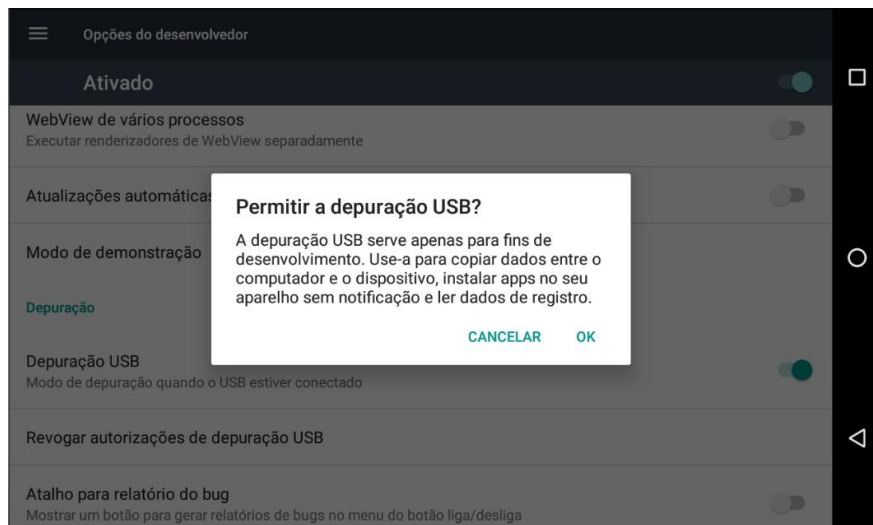 Opções do desenvolvedor
Ativado
WebView de vários processos
Executar renderizadores de WebView separadamente
Atualizações automáticas
Permitir a depuração USB?
A depuração USB serve apenas para fins de
desenvolvimento. Use-a para copiar dados entre o
computador e o dispositivo, instalar apps no seu
aparelho sem notificação e ler dados de registro.
CANCELAR OK
Modo de demonstração
Depuração
Depuração USB
Modo de depuração quando o USB estiver conectado
Revogar autorizações de depuração USB
Atalho para relatório do bug
Mostrar um botão para gerar relatórios de bugs no menu do botão liga/desliga